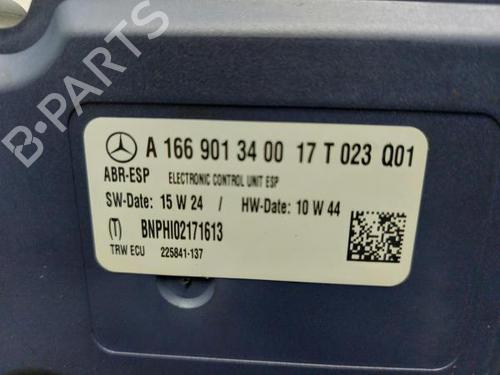 B-PARTS
A 166 901 34 00 17 T 023 Q01
ABR-ESP ELECTRONIC CONTROL UNIT ESP
SW-Date: 15 W 24 / HW-Date: 10 W 44
(T) BNPHI02171613
TRW ECU 225841-137